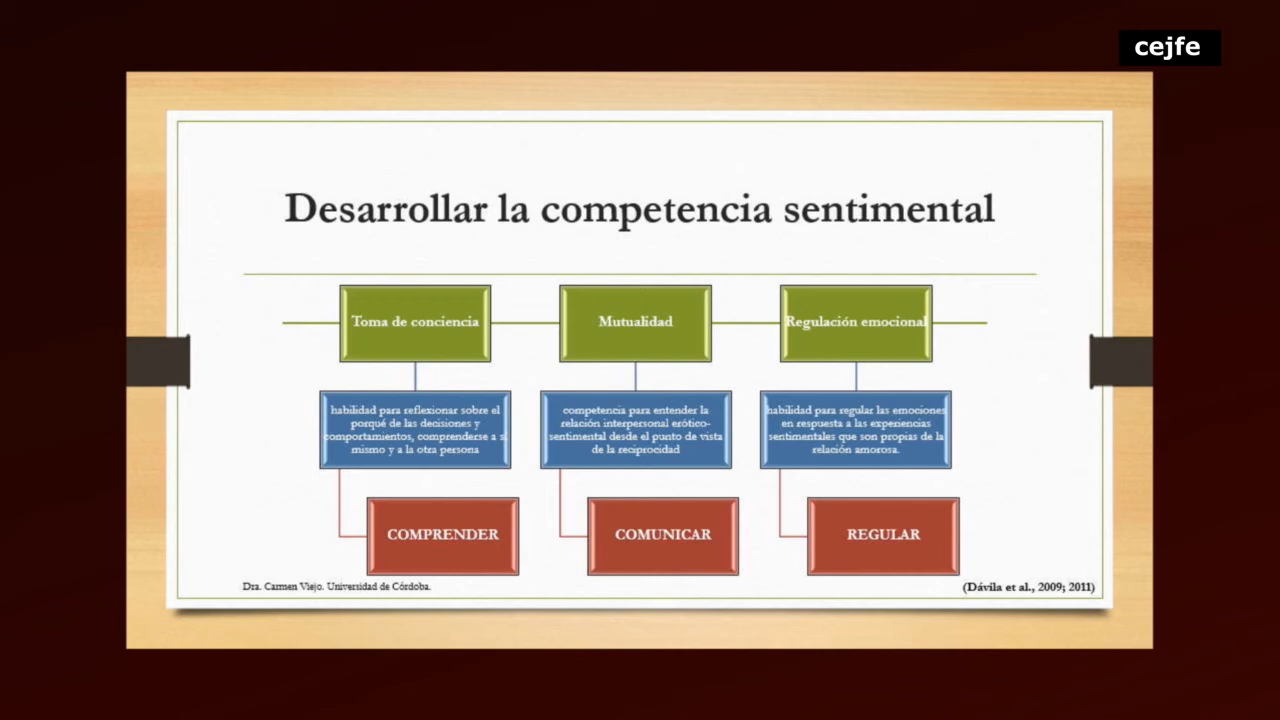 cejfe
Desarrollar la competencia sentimental
Toma de conciencia
Mutualidad
Regulación emocional
habilidad para reflexionar sobre el
porqué de las decisiones y
comportamientos, comprenderse a sí
mismo y a la otra persona
competencia para entender la
relación interpersonal erótico-
sentimental desde el punto de vista
de la reciprocidad
habilidad para regular las emociones
en respuesta a las experiencias
sentimentales que son propias de la
relación amorosa.
COMPRENDER
COMUNICAR
REGULAR
Dra. Carmen Viejo. Universidad de Córdoba.
(Dávila et al., 2009; 2011)